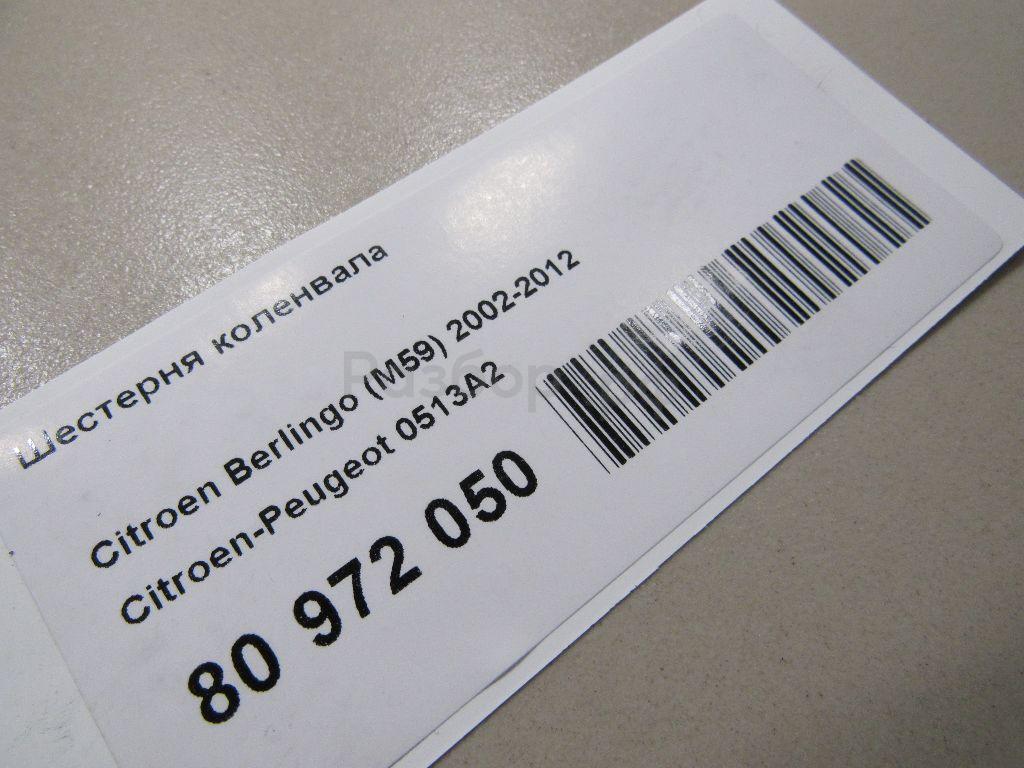 Шестерня коленвала
Citroen Berlingo (M59) 2002-2012
Citroen-Peugeot 0513A2
80 972 050